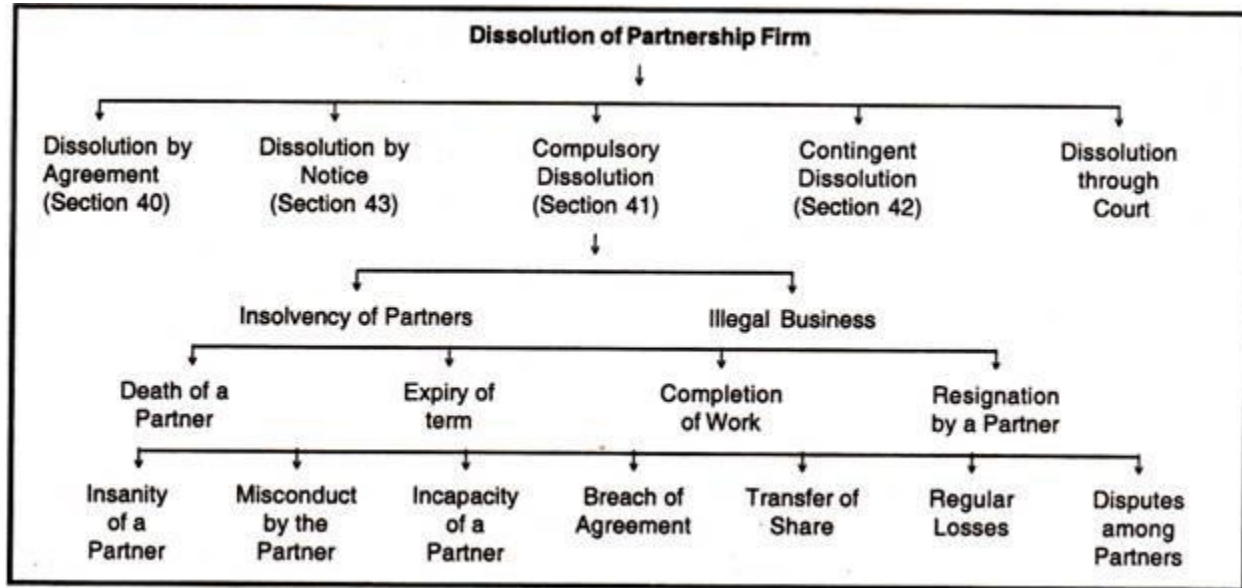 Dissolution of Partnership Firm
Dissolution by
Agreement
(Section 40)
Dissolution by
Notice
(Section 43)
Compulsory
Dissolution
(Section 41)
Contingent
Dissolution
(Section 42)
Dissolution
through
Court
Insolvency of Partners
Illegal Business
Death of a
Partner
Expiry of
term
Completion
of Work
Resignation
by a Partner
Insanity
of a
Partner
Misconduct
by the
Partner
Incapacity
of a
Partner
Breach of
Agreement
Transfer of
Share
Regular
Losses
Disputes
among
Partners